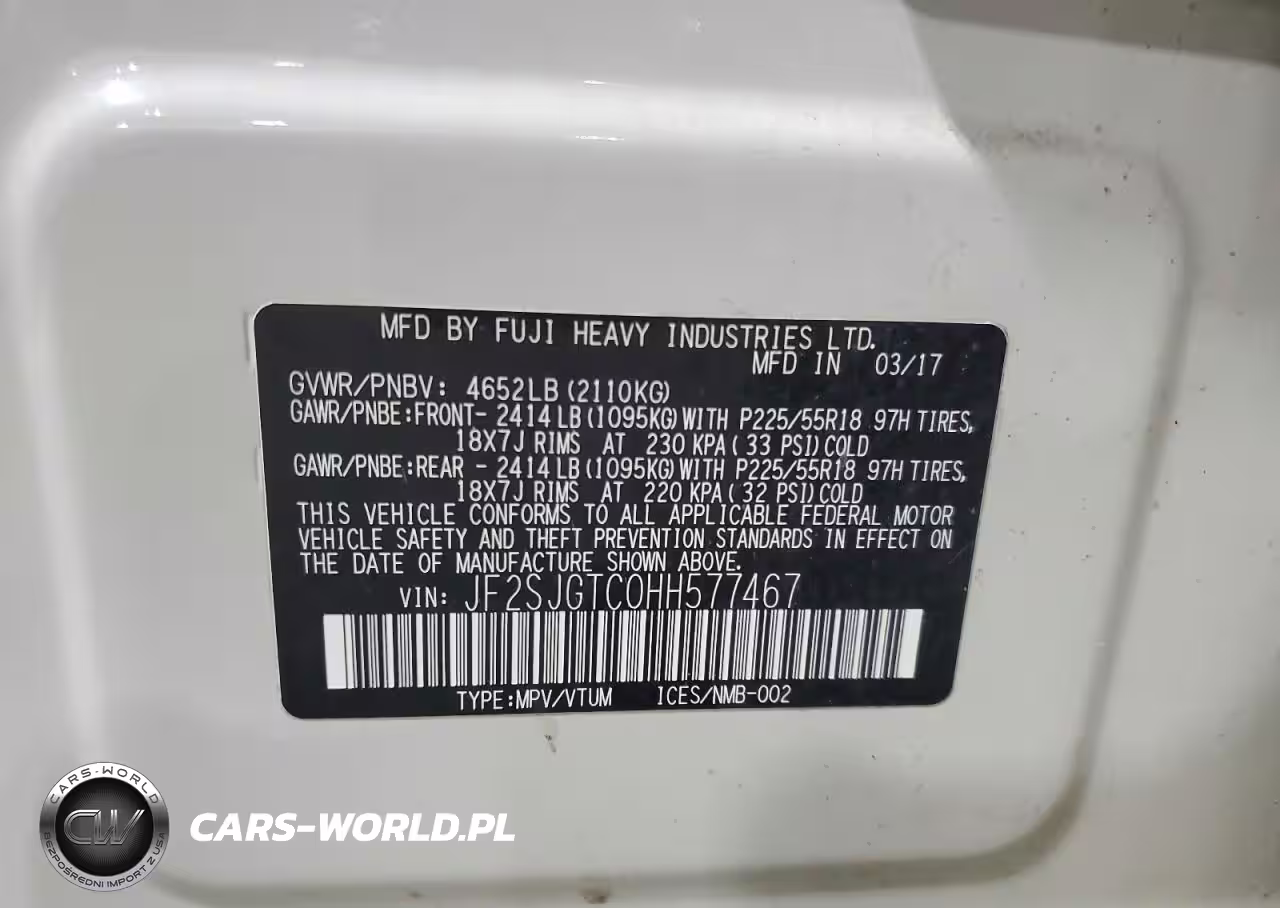 MFD BY FUJI HEAVY INDUSTRIES LTD.
MFD IN 03/17
GVWR/PNBV: 4652LB (2110KG)
GAWR/PNBE:FRONT- 2414 LB (1095KG) WITH P225/55R18 97H TIRES,
18X7J RIMS AT 230 KPA ( 33 PSI) COLD
GAWR/PNBE:REAR - 2414 LB (1095KG) WITH P225/55R18 97H TIRES,
18X7J RIMS AT 220 KPA ( 32 PSI) COLD
THIS VEHICLE CONFORMS TO ALL APPLICABLE FEDERAL MOTOR
VEHICLE SAFETY AND THEFT PREVENTION STANDARDS IN EFFECT ON
THE DATE OF MANUFACTURE SHOWN ABOVE.
VIN: JF2SJGTC0HH577467
TYPE:MPV/VTUM ICES/NMB-002
CARS-WORLD
CW
BEZPOŚREDNI IMPORT Z USA
CARS-WORLD.PL